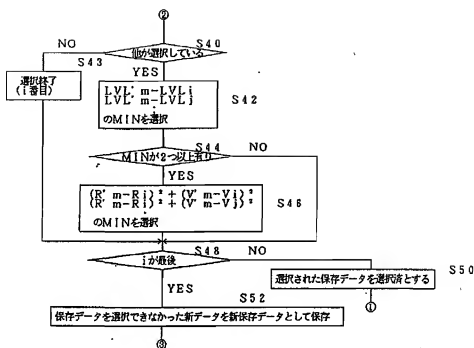 ②
他が選択している
S40
NO
S43
YES
選択終了
(i番目)
LVL' m-LVLi
LVL' m-LVLj
のMINを選択
S42
S44
MINが2つ以上有り
NO
YES
(R' m-Ri)² + (V' m-Vi)²
(R' m-Rj)² + (V' m-Vj)²
のMINを選択
S46
S48
iが最後
NO
S50
選択された保存データを選択済とする
YES
①
S52
保存データを選択できなかった新データを新保存データとして保存
③